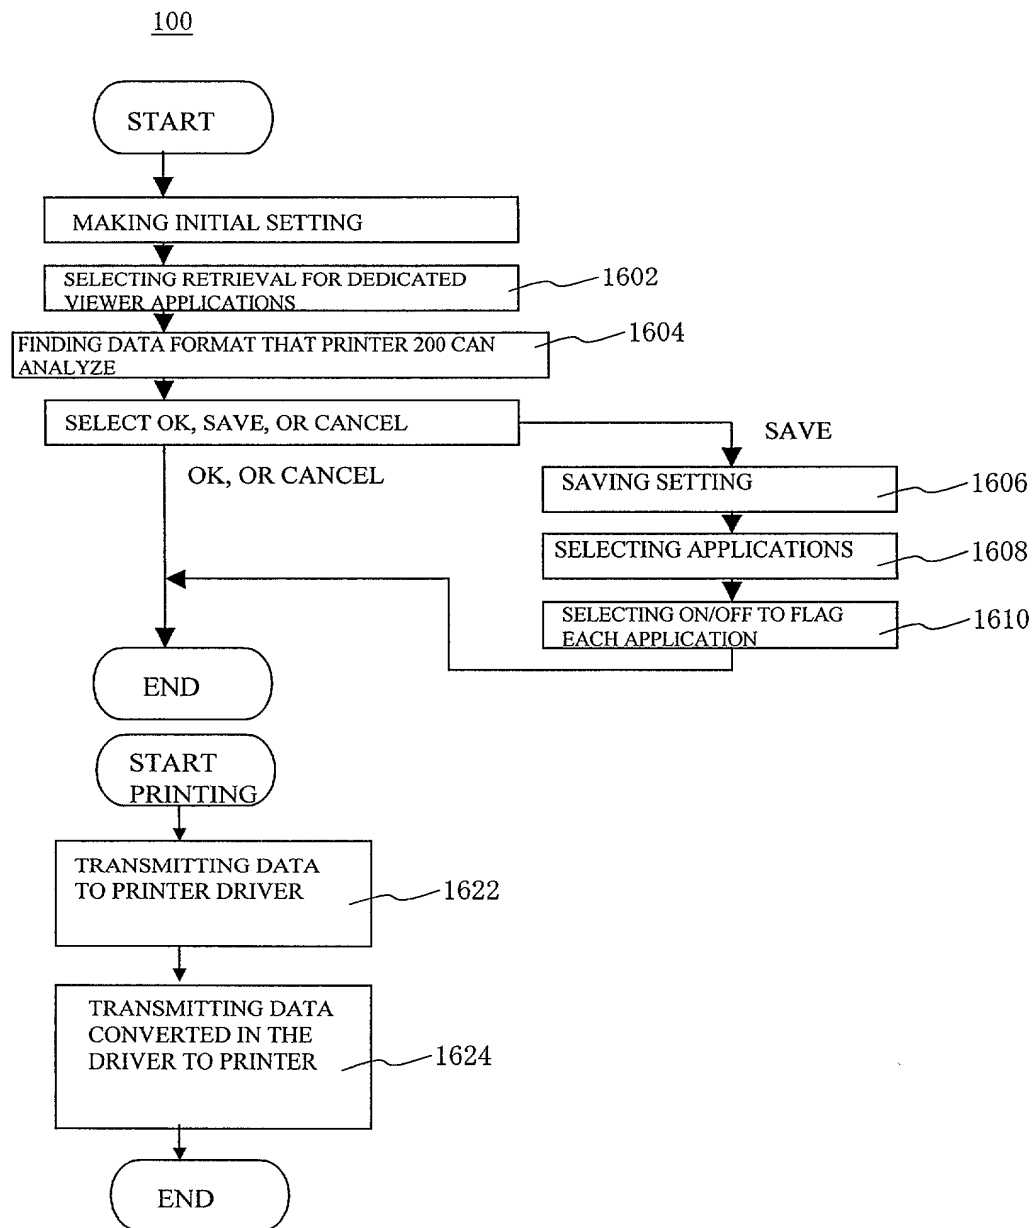 100
START
MAKING INITIAL SETTING
SELECTING RETRIEVAL FOR DEDICATED
VIEWER APPLICATIONS
1602
FINDING DATA FORMAT THAT PRINTER 200 CAN
ANALYZE
1604
SELECT OK, SAVE, OR CANCEL
SAVE
OK, OR CANCEL
SAVING SETTING
1606
SELECTING APPLICATIONS
1608
SELECTING ON/OFF TO FLAG
EACH APPLICATION
1610
END
START
PRINTING
TRANSMITTING DATA
TO PRINTER DRIVER
1622
TRANSMITTING DATA
CONVERTED IN THE
DRIVER TO PRINTER
1624
END